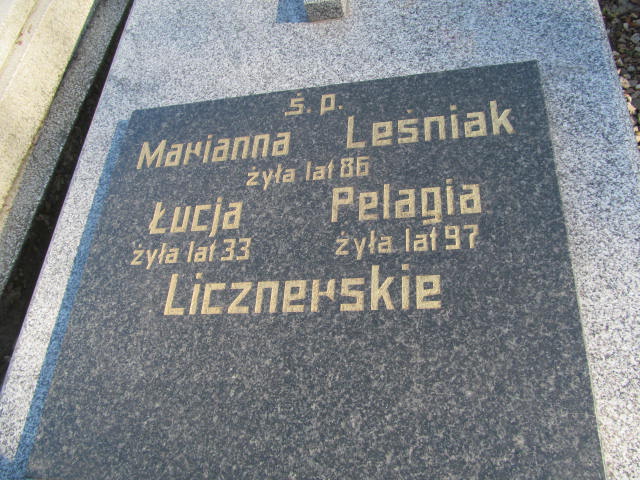 Ś. P.
Marianna Leśniak
żyła lat 86
Łucja Pelagia
żyła lat 33 żyła lat 97
Licznerskie